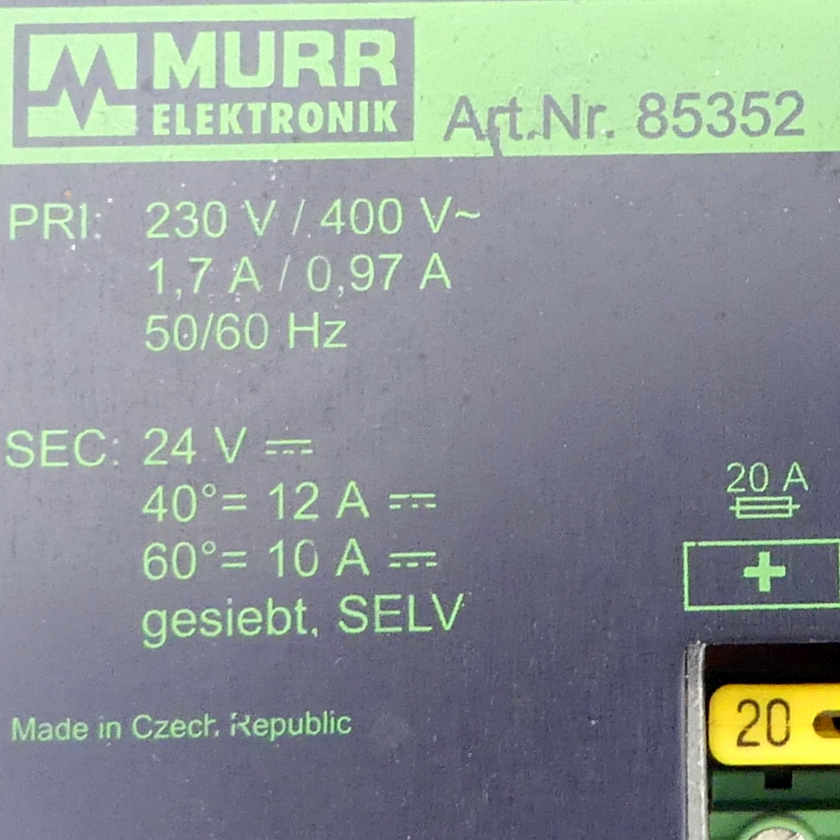 MURR
ELEKTRONIK
Art.Nr. 85352
PRI: 230 V / 400 V~
1,7 A / 0,97 A
50/60 Hz
SEC: 24 V ⎓
40°= 12 A ⎓
60°= 10 A ⎓
gesiebt, SELV
20 A
+
20
Made in Czech Republic